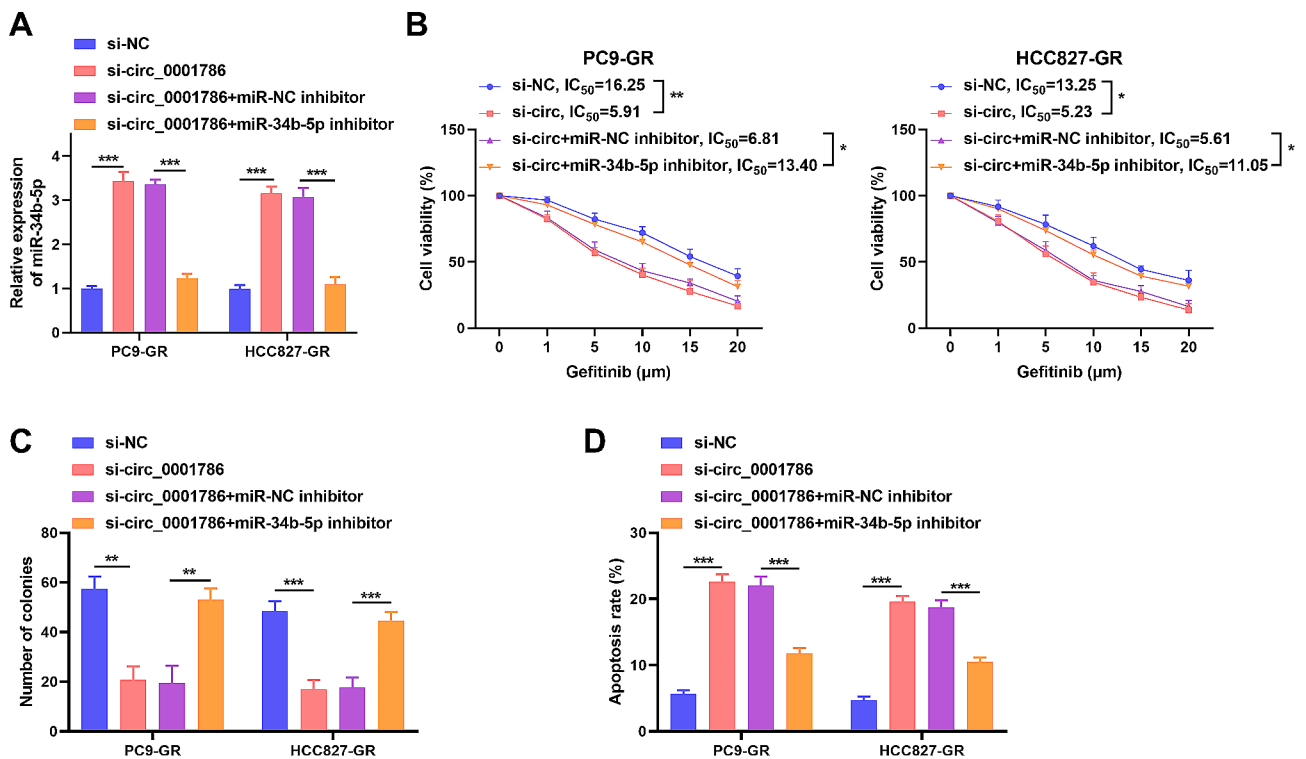 A
si-NC
si-circ_0001786
si-circ_0001786+miR-NC inhibitor
si-circ_0001786+miR-34b-5p inhibitor
Relative expression
of miR-34b-5p
4
3
2
1
0
***
***
***
***
PC9-GR
HCC827-GR
B
PC9-GR
si-NC, IC50=16.25
si-circ, IC50=5.91
si-circ+miR-NC inhibitor, IC50=6.81
si-circ+miR-34b-5p inhibitor, IC50=13.40
**
*
Cell viability (%)
150
100
50
0
0 1 5 10 15 20
Gefitinib (μm)
HCC827-GR
si-NC, IC50=13.25
si-circ, IC50=5.23
si-circ+miR-NC inhibitor, IC50=5.61
si-circ+miR-34b-5p inhibitor, IC50=11.05
*
*
Cell viability (%)
150
100
50
0
0 1 5 10 15 20
Gefitinib (μm)
C
si-NC
si-circ_0001786
si-circ_0001786+miR-NC inhibitor
si-circ_0001786+miR-34b-5p inhibitor
Number of colonies
80
60
40
20
0
**
**
***
***
PC9-GR
HCC827-GR
D
si-NC
si-circ_0001786
si-circ_0001786+miR-NC inhibitor
si-circ_0001786+miR-34b-5p inhibitor
Apoptosis rate (%)
30
20
10
0
***
***
***
***
PC9-GR
HCC827-GR